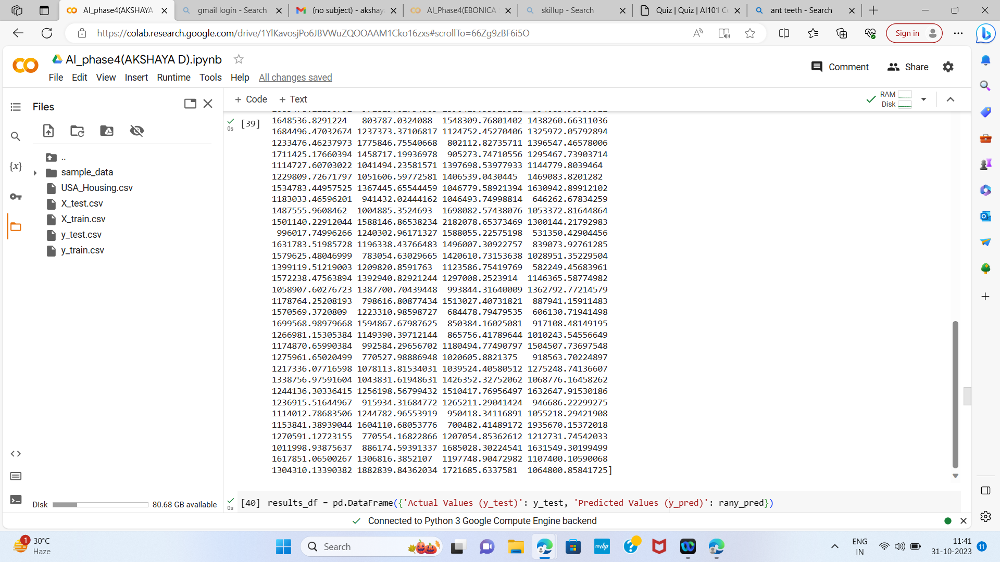 AI_phase4(AKSHAYA
gmail login - Search
(no subject) - akshay
AI_Phase4(EBONICA
skillup - Search
Quiz | Quiz | AI101 C
ant teeth - Search
https://colab.research.google.com/drive/1YlKavosjPo6JBVWuZQOOAAM1Cko16zxs#scrollTo=66Zg9zBF6i5O
Sign in
AI_phase4(AKSHAYA D).ipynb
File Edit View Insert Runtime Tools Help All changes saved
Comment
Share
Files
+ Code + Text
RAM
Disk
..
sample_data
USA_Housing.csv
X_test.csv
X_train.csv
y_test.csv
y_train.csv
{x}
0s
[39]
1648536.8291224 803787.0324088 1548309.76801402 1438260.66311036
1684496.47032674 1237373.37106817 1124752.45270406 1325972.05792894
1233476.46237973 1775846.75540668 802112.82735711 1396547.46578006
1711425.17660394 1458717.19936978 905273.74710556 1295467.73903714
1114727.60703022 1041494.23581571 1397698.53977933 1144779.8039464
1229809.72671797 1051606.59772581 1406539.0430445 1469083.8201282
1534783.44957525 1367445.65544459 1046779.58921394 1630942.89912102
1183033.46596201 941432.02444162 1046493.74998814 646262.67834259
1487555.9608462 1004885.3524693 1698082.57438076 1053372.81644864
1501140.22912044 1588146.86538234 2182078.65373469 1300144.21792983
996017.74996266 1240302.96171327 1588055.22575198 531350.42904456
1631783.51985728 1196338.43766483 1496007.30922757 839073.92761285
1579625.48046999 783054.63029665 1420610.73153638 1028951.35229504
1399119.51219003 1209820.8591763 1123586.75419769 582249.45683961
1572238.47563894 1392940.82921244 1297008.2523914 1146365.58774982
1058907.60276723 1387700.70439448 993844.31640009 1362792.77214579
1178764.25208193 798616.80877434 1513027.40731821 887941.15911483
1570569.3720809 1223310.98598727 684478.79479535 606130.71941498
1699568.98979668 1594867.67987625 850384.16025081 917108.48149195
1266981.15305384 1149390.39712144 865756.41789644 1010243.54556649
1174870.65990384 992584.29656702 1180494.77490797 1504507.73697548
1275961.65020499 770527.98886948 1020605.8821375 918563.70224897
1217336.07716598 1078113.81534031 1039524.40580512 1275248.74136607
1338756.97591604 1043831.61948631 1426352.32752062 1068776.16458262
1244136.30336415 1256198.56799432 1510417.76956497 1632647.91530186
1236915.51644967 915934.31684772 1265211.29041424 946686.22299275
1114012.78683506 1244782.96553919 950418.34116891 1055218.29421908
1153841.38939044 1604110.68053776 700482.41489172 1935670.15372018
1270591.12723155 770554.16822866 1207054.85362612 1212731.74542033
1011998.93875637 886174.59391337 1685028.30224541 1631549.30199499
1617851.06500267 1306816.3852107 1197748.90472982 1107400.10590068
1304310.13390382 1882839.84362034 1721685.6337581 1064800.85841725]
0s
[40] results_df = pd.DataFrame({'Actual Values (y_test)': y_test, 'Predicted Values (y_pred)': rany_pred})
Disk 80.68 GB available
Connected to Python 3 Google Compute Engine backend
1
30°C
Haze
Search
myhp
ENG
IN
11:41
31-10-2023
11